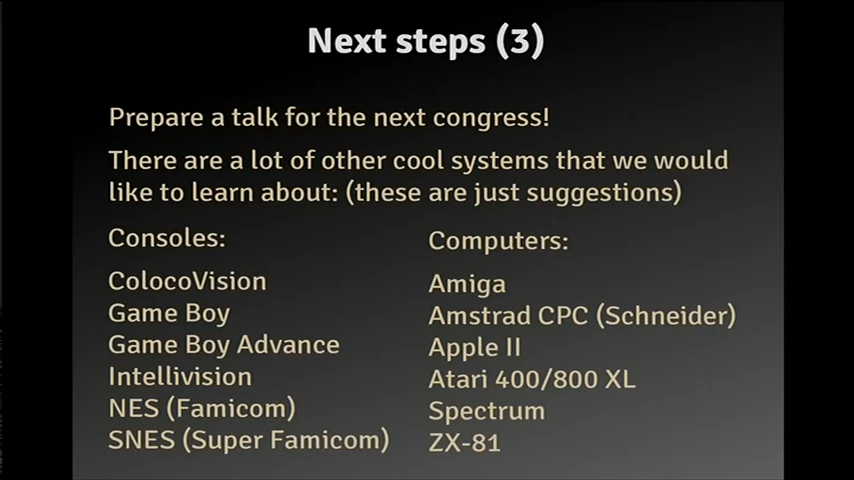 Next steps (3)
Prepare a talk for the next congress!
There are a lot of other cool systems that we would
like to learn about: (these are just suggestions)
Consoles:
ColocoVision
Game Boy
Game Boy Advance
Intellivision
NES (Famicom)
SNES (Super Famicom)
Computers:
Amiga
Amstrad CPC (Schneider)
Apple II
Atari 400/800 XL
Spectrum
ZX-81